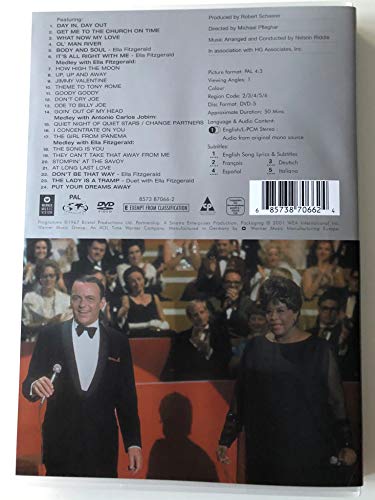 Featuring:
1. DAY IN, DAY OUT
2. GET ME TO THE CHURCH ON TIME
3. WHAT NOW MY LOVE
4. OL' MAN RIVER
5. BODY AND SOUL - Ella Fitzgerald
6. IT'S ALL RIGHT WITH ME - Ella Fitzgerald
Medley with Ella Fitzgerald:
7. HOW HIGH THE MOON
8. UP, UP AND AWAY
9. JIMMY VALENTINE
10. THEME TO TONY ROME
11. GOODY GOODY
12. DON'T CRY JOE
13. ODE TO BILLY JOE
14. GOIN' OUT OF MY HEAD
Medley with Antonio Carlos Jobim:
15. QUIET NIGHT OF QUIET STARS / CHANGE PARTNERS
16. I CONCENTRATE ON YOU
17. THE GIRL FROM IPANEMA
Medley with Ella Fitzgerald:
18. THE SONG IS YOU
19. THEY CAN'T TAKE THAT AWAY FROM ME
20. STOMPIN' AT THE SAVOY
21. AT LONG LAST LOVE
22. DON'T BE THAT WAY - Ella Fitzgerald
23. THE LADY IS A TRAMP - Duet with Ella Fitzgerald
24. PUT YOUR DREAMS AWAY
Produced by Robert Scheerer
Directed by Michael Pfleghar
Music Arranged and Conducted by Nelson Riddle
In association with HG Associates, Inc.
Picture format: PAL 4:3
Viewing Angles: 1
Colour
Region Code: 2/3/4/5/6
Disc Format: DVD-5
Approximate Duration: 50 Mins
Language & Audio Content:
1 English/L-PCM Stereo
Audio from original mono source
Subtitles:
1 English Song Lyrics & Subtitles
2 Français 3 Deutsch
4 Español 5 Italiano
PAL
DVD
VIDEO
8573 87066-2
E EXEMPT FROM CLASSIFICATION
6 85738 70662 4
WARNER
MUSIC
VISION